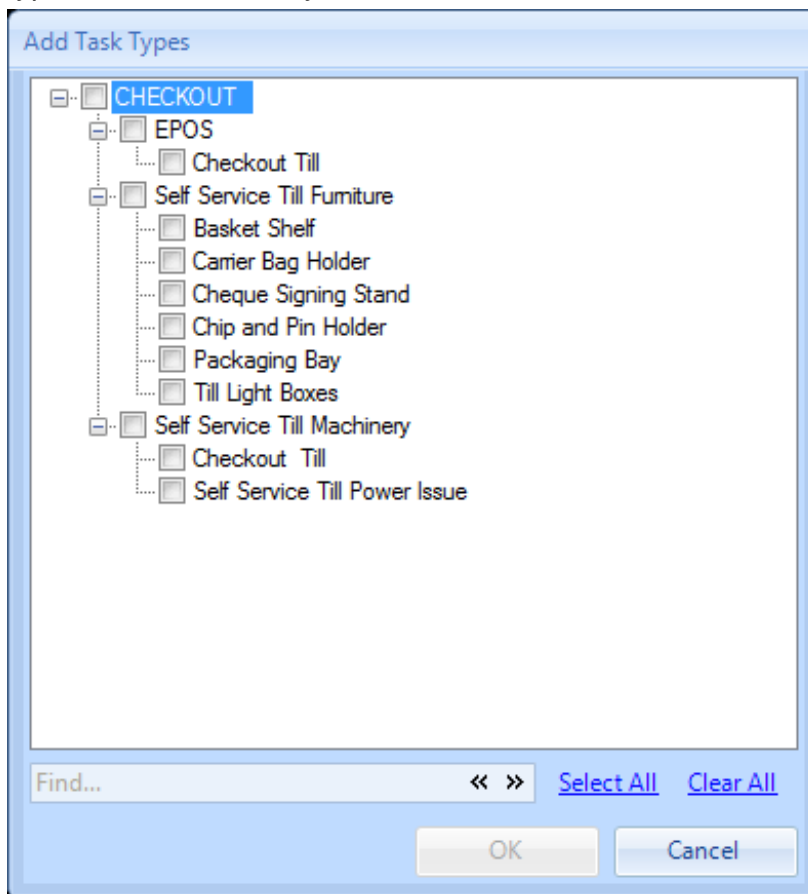 Add Task Types
CHECKOUT
EPOS
Checkout Till
Self Service Till Furniture
Basket Shelf
Carrier Bag Holder
Cheque Signing Stand
Chip and Pin Holder
Packaging Bay
Till Light Boxes
Self Service Till Machinery
Checkout  Till
Self Service Till Power Issue
Find... « » Select All Clear All
OK Cancel